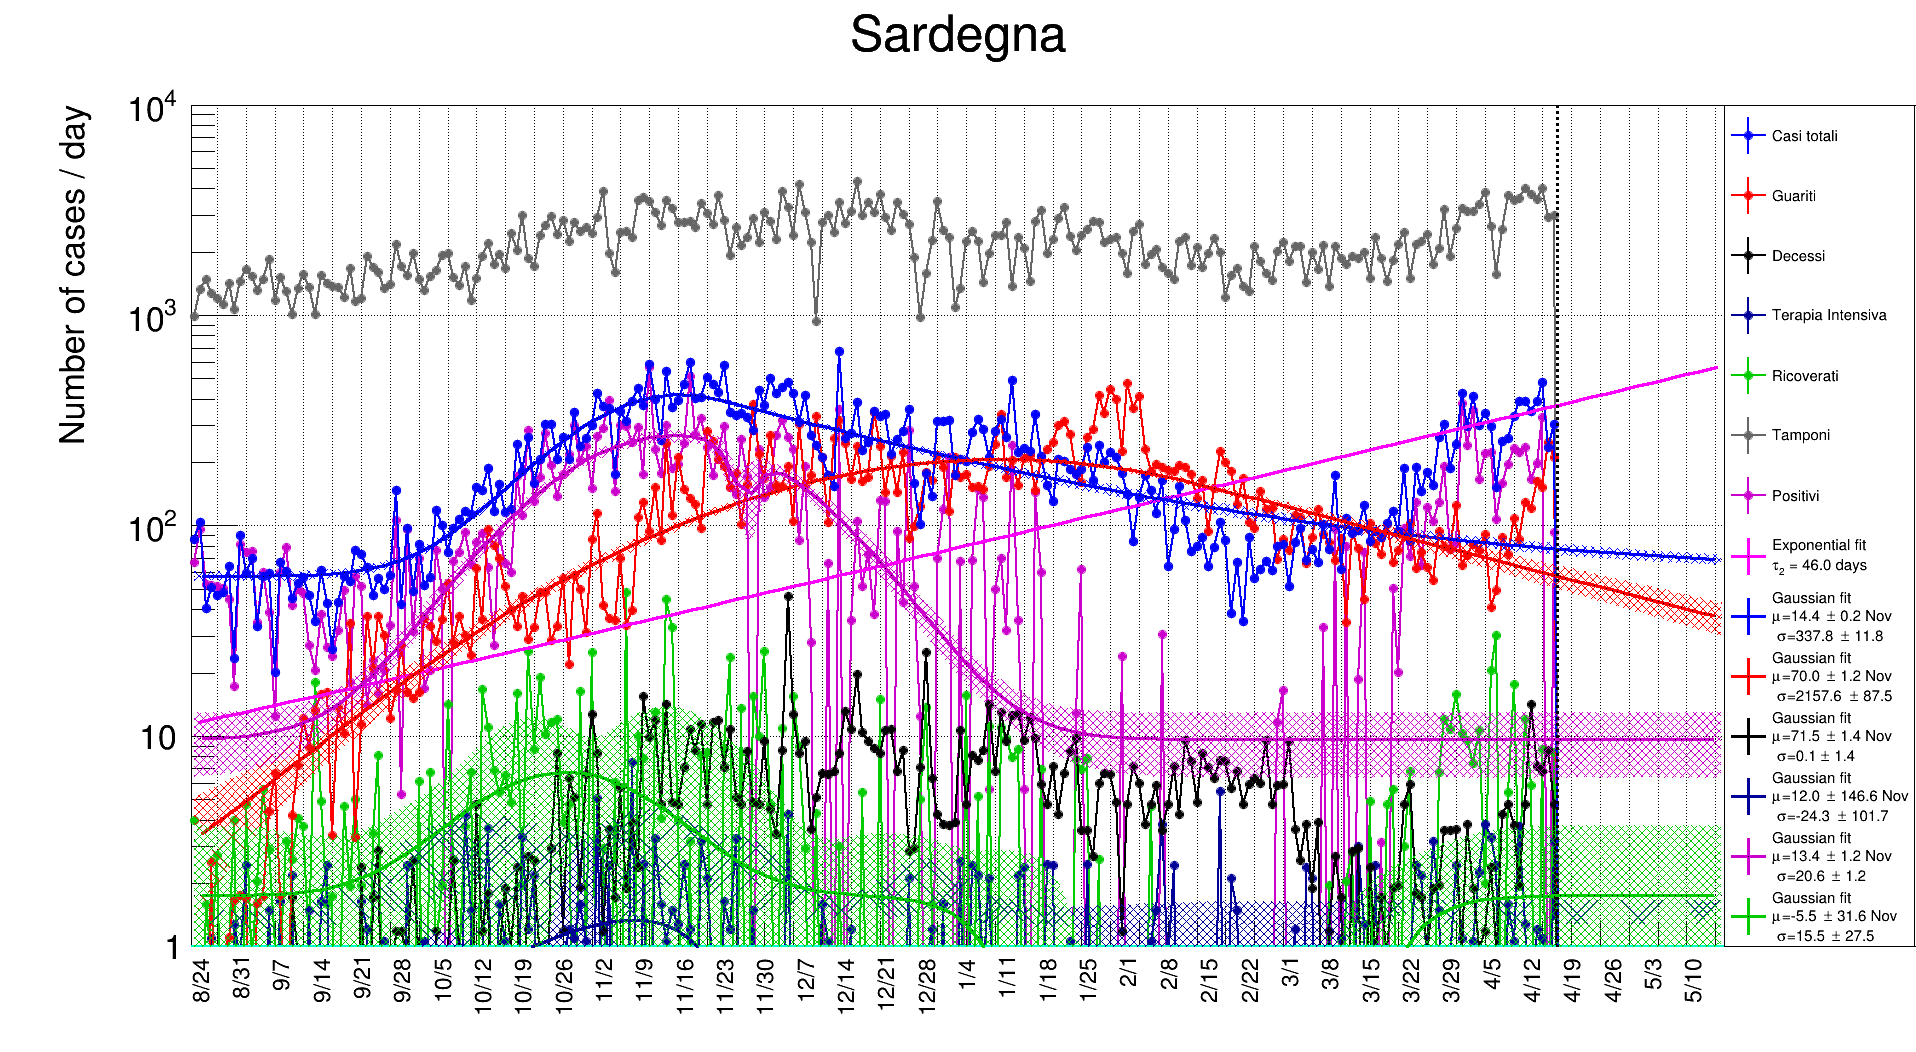 Sardegna
Number of cases / day
10⁴
10³
10²
10
1
8/24
8/31
9/7
9/14
9/21
9/28
10/5
10/12
10/19
10/26
11/2
11/9
11/16
11/23
11/30
12/7
12/14
12/21
12/28
1/4
1/11
1/18
1/25
2/1
2/8
2/15
2/22
3/1
3/8
3/15
3/22
3/29
4/5
4/12
4/19
4/26
5/3
5/10
Casi totali
Guariti
Decessi
Terapia Intensiva
Ricoverati
Tamponi
Positivi
Exponential fit
τ₂ = 46.0 days
Gaussian fit
μ=14.4 ± 0.2 Nov
σ=337.8 ± 11.8
Gaussian fit
μ=70.0 ± 1.2 Nov
σ=2157.6 ± 87.5
Gaussian fit
μ=71.5 ± 1.4 Nov
σ=0.1 ± 1.4
Gaussian fit
μ=12.0 ± 146.6 Nov
σ=-24.3 ± 101.7
Gaussian fit
μ=13.4 ± 1.2 Nov
σ=20.6 ± 1.2
Gaussian fit
μ=-5.5 ± 31.6 Nov
σ=15.5 ± 27.5